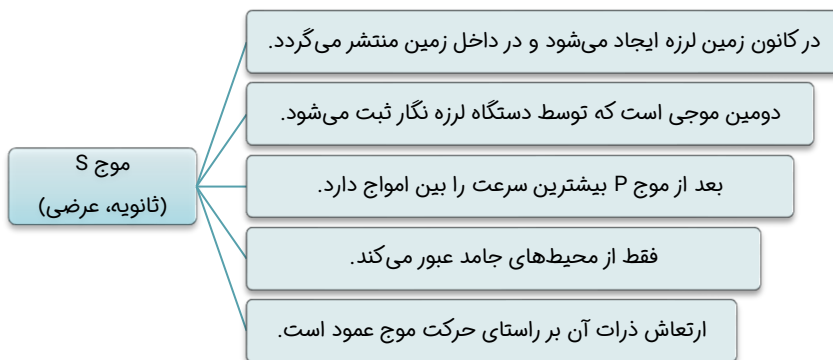 موج S
(ثانویه، عرضی)
در کانون زمین لرزه ایجاد می‌شود و در داخل زمین منتشر می‌گردد.
دومین موجی است که توسط دستگاه لرزه نگار ثبت می‌شود.
بعد از موج P بیشترین سرعت را بین امواج دارد.
فقط از محیط‌های جامد عبور می‌کند.
ارتعاش ذرات آن بر راستای حرکت موج عمود است.